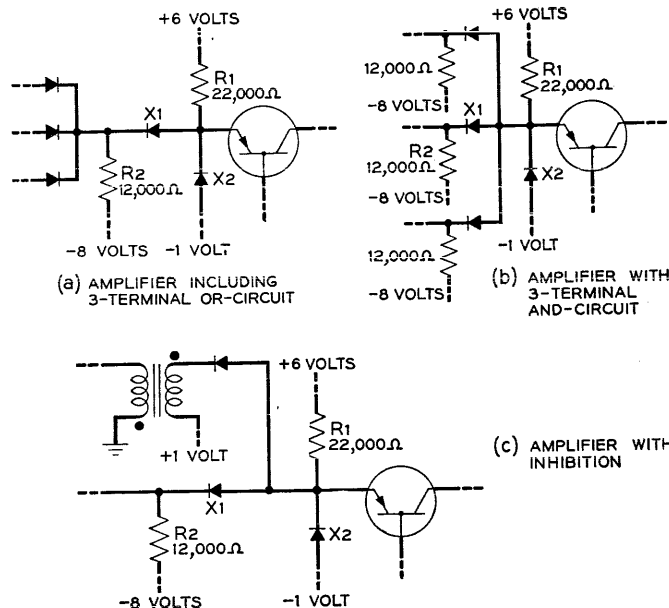 +6 VOLTS
R1
22,000Ω
X1
R2
12,000Ω
X2
-8 VOLTS
-1 VOLT
(a) AMPLIFIER INCLUDING
3-TERMINAL OR-CIRCUIT
+6 VOLTS
12,000Ω
R1
22,000Ω
-8 VOLTS
X1
R2
12,000Ω
X2
-8 VOLTS
12,000Ω
-1 VOLT
-8 VOLTS
(b) AMPLIFIER WITH
3-TERMINAL
AND-CIRCUIT
+6 VOLTS
+1 VOLT
R1
22,000Ω
(c) AMPLIFIER WITH
INHIBITION
X1
R2
12,000Ω
X2
-8 VOLTS
-1 VOLT